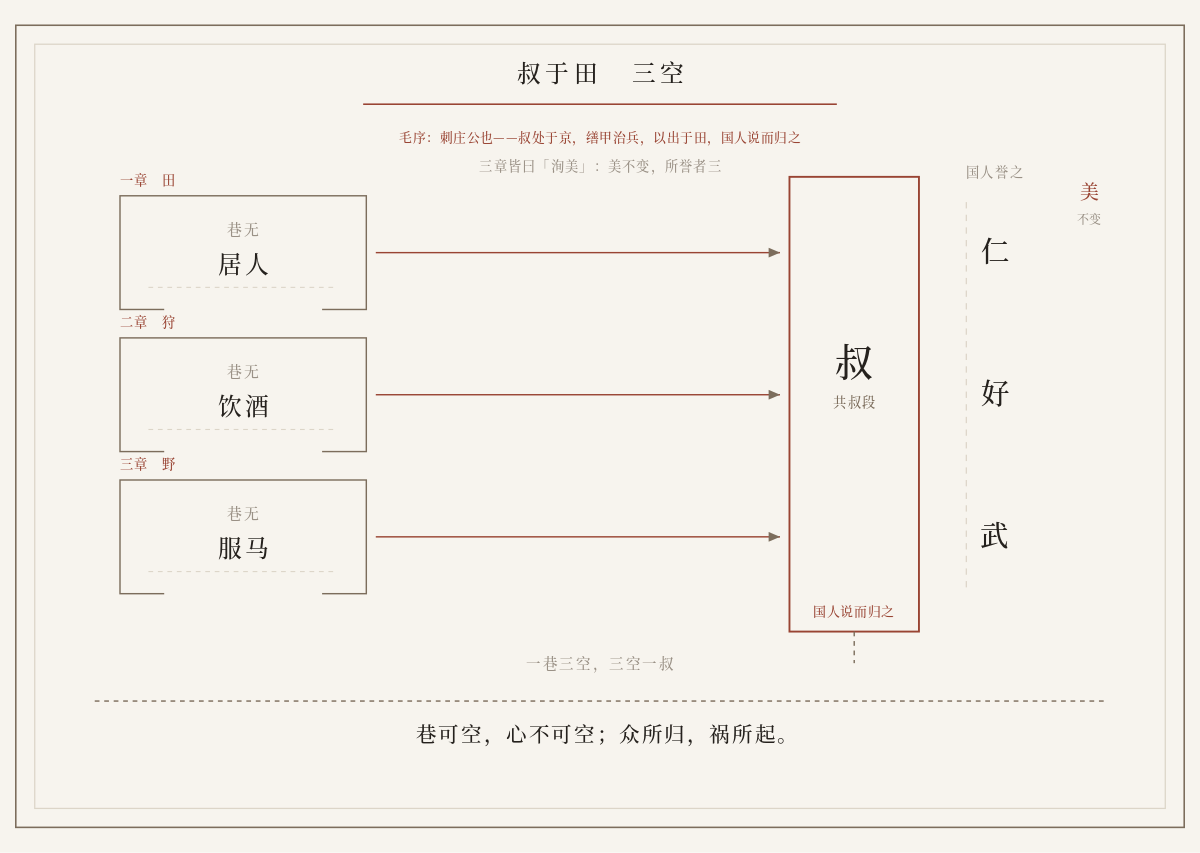 叔于田　三空
毛序：刺庄公也——叔处于京，缮甲治兵，以出于田，国人说而归之
三章皆曰「洵美」：美不变，所誉者三
一章　田
巷无
居人
二章　狩
巷无
饮酒
三章　野
巷无
服马
叔
共叔段
国人说而归之
国人誉之
仁
好
武
美
不变
一巷三空，三空一叔
巷可空，心不可空；众所归，祸所起。